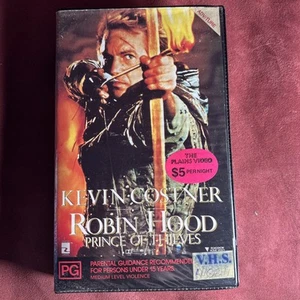 THE
PLAINS VIDEO
$5 PER NIGHT
KEVIN COSTNER
ROBIN HOOD
PRINCE OF THIEVES
V.H.S.
PG
PARENTAL GUIDANCE RECOMMENDED
FOR PERSONS UNDER 15 YEARS
MEDIUM LEVEL VIOLENCE